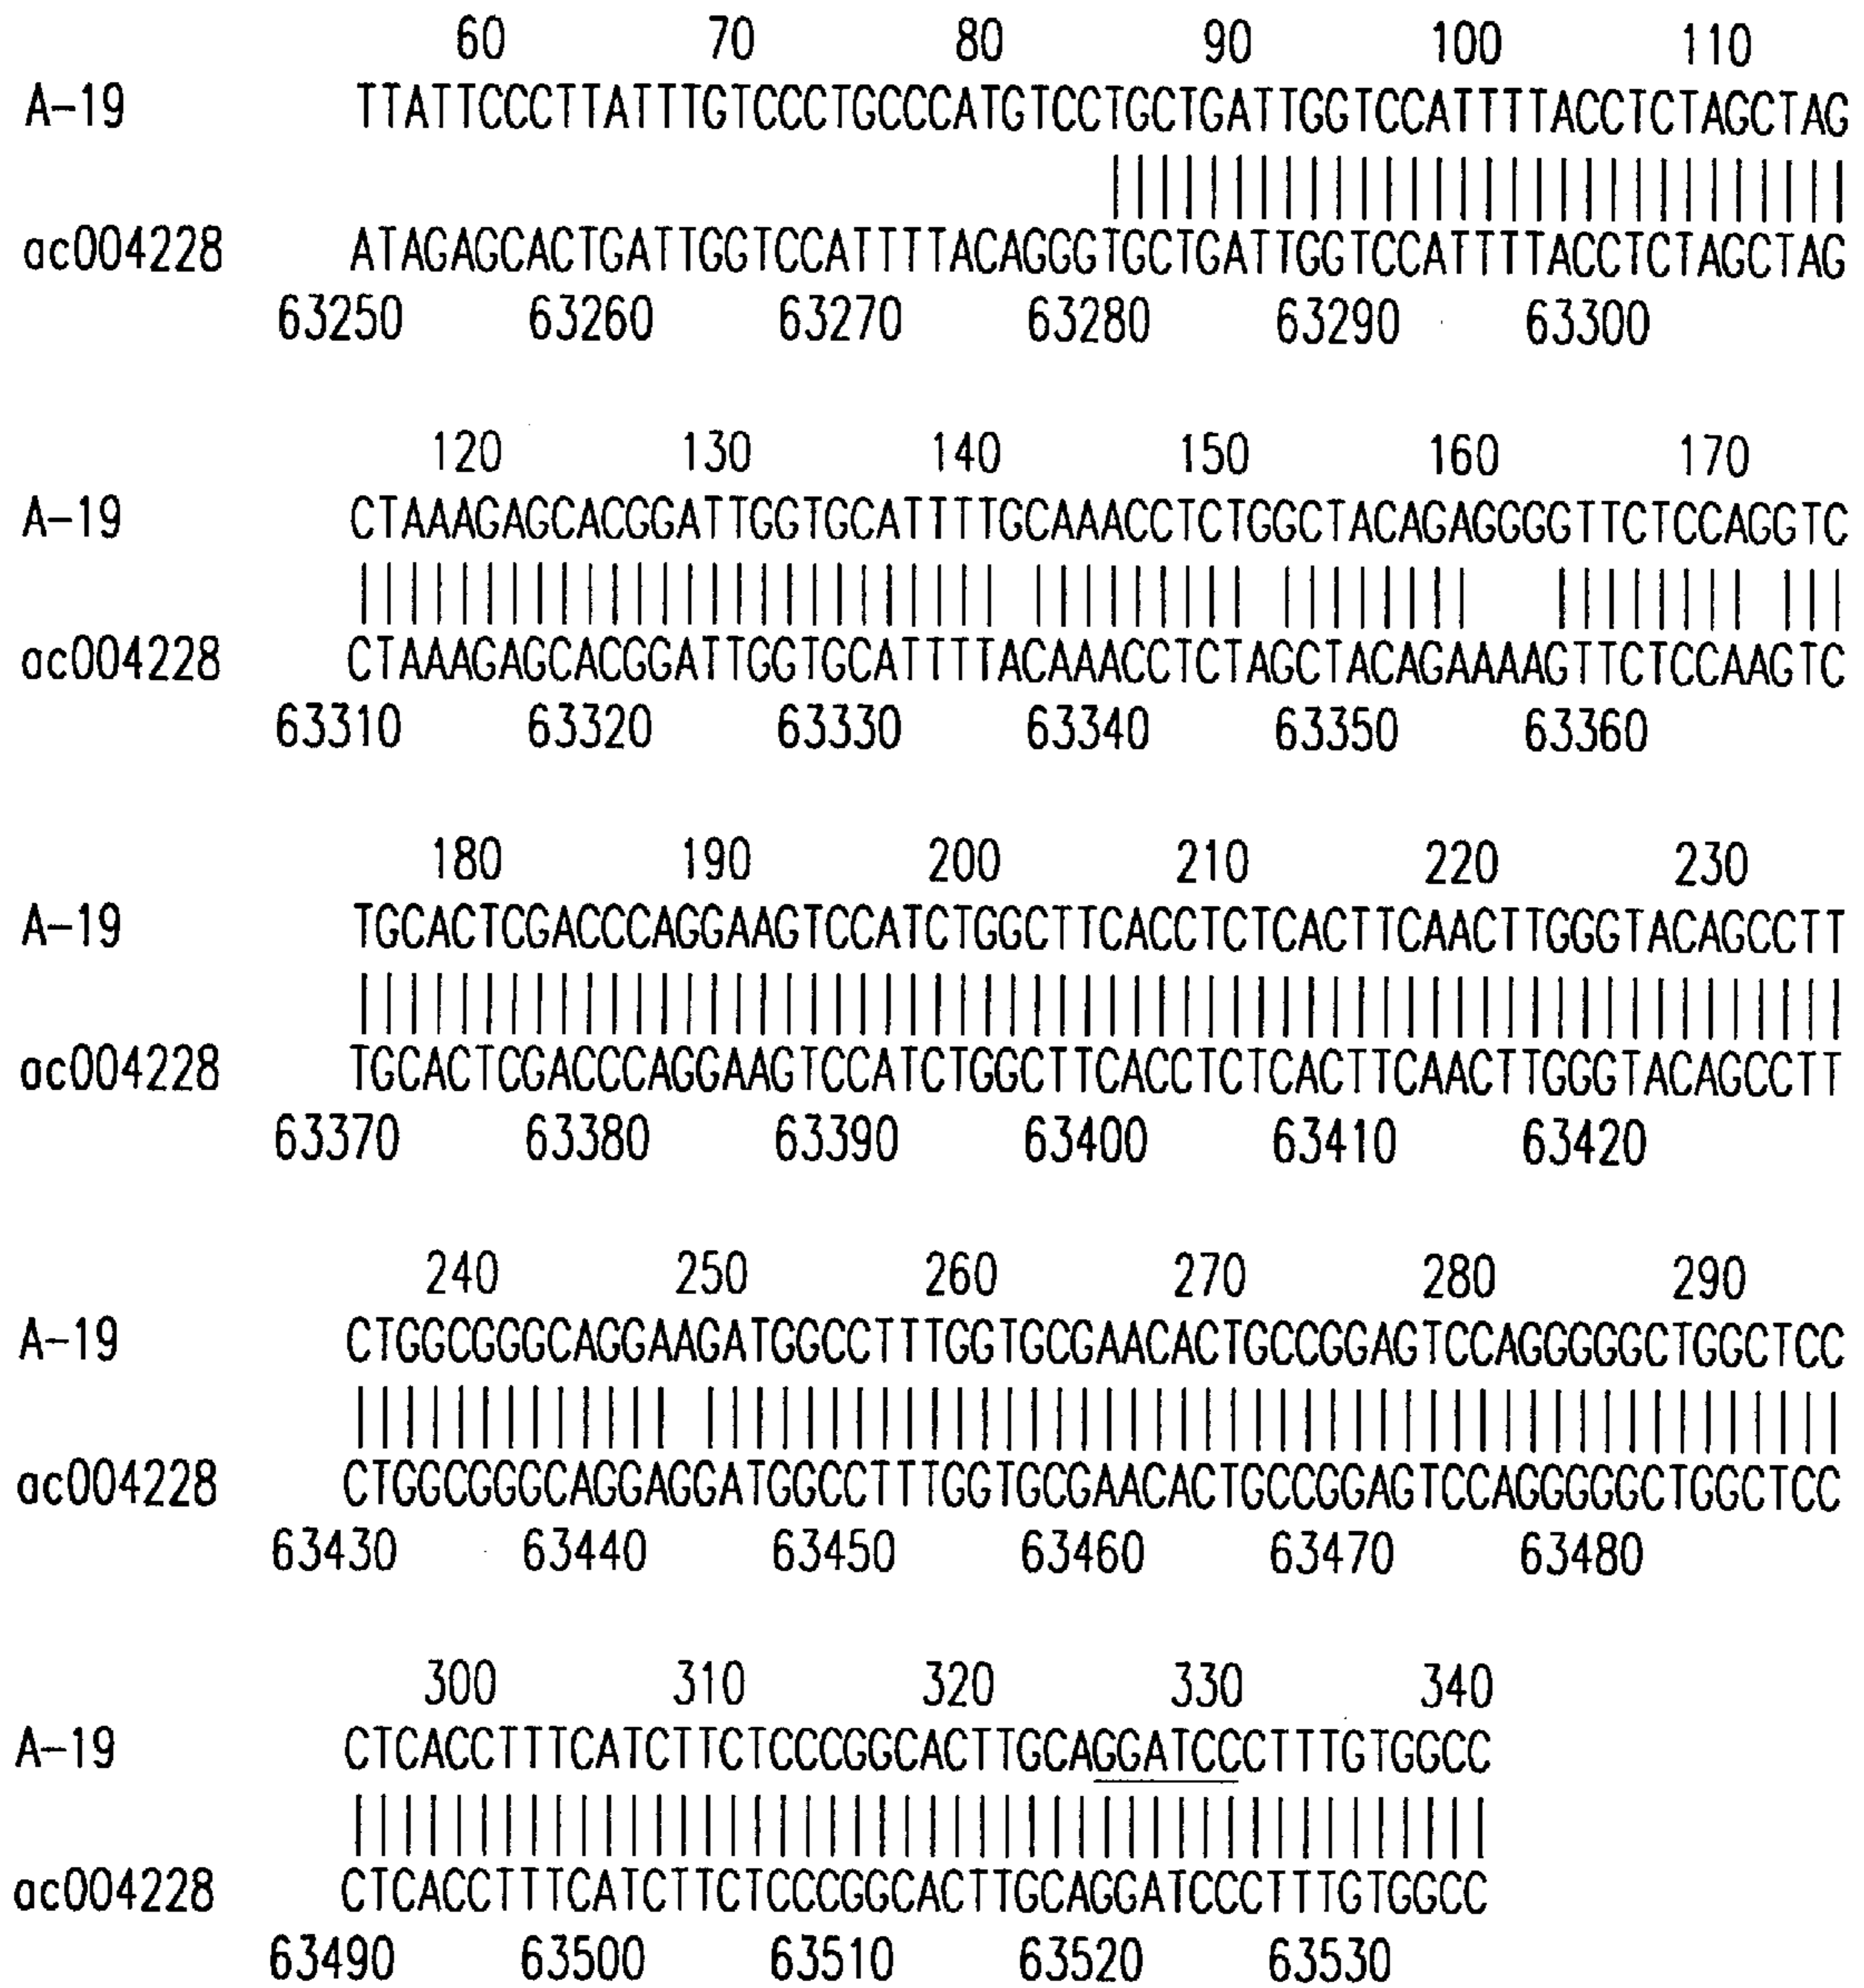 60 70 80 90 100 110
A-19 TTATTCCCTTATTTGTCCCTGCCCATGTCCTGCTGATTGGTCCATTTTACCTCTAGCTAG
ac004228 ATAGAGCACTGATTGGTCCATTTTACAGGGTGCTGATTGGTCCATTTTACCTCTAGCTAG
63250 63260 63270 63280 63290 63300
120 130 140 150 160 170
A-19 CTAAAGAGCACGGATTGGTGCATTTTGCAAACCTCTGGCTACAGAGGGGTTCTCCAGGTC
ac004228 CTAAAGAGCACGGATTGGTGCATTTTACAAACCTCTAGCTACAGAAAAGTTCTCCAAGTC
63310 63320 63330 63340 63350 63360
180 190 200 210 220 230
A-19 TGCACTCGACCCAGGAAGTCCATCTGGCTTCACCTCTCACTTCAACTTGGGTACAGCCTT
ac004228 TGCACTCGACCCAGGAAGTCCATCTGGCTTCACCTCTCACTTCAACTTGGGTACAGCCTT
63370 63380 63390 63400 63410 63420
240 250 260 270 280 290
A-19 CTGGCGGGCAGGAAGATGGCCTTTGGTGCGAACACTGCCGGAGTCCAGGGGGCTGGCTCC
ac004228 CTGGCGGGCAGGAGGATGGCCTTTGGTGCGAACACTGCCGGAGTCCAGGGGGCTGGCTCC
63430 63440 63450 63460 63470 63480
300 310 320 330 340
A-19 CTCACCTTTCATCTTCTCCCGGCACTTGCAGGATCCCTTTGTGGCC
ac004228 CTCACCTTTCATCTTCTCCCGGCACTTGCAGGATCCCTTTGTGGCC
63490 63500 63510 63520 63530